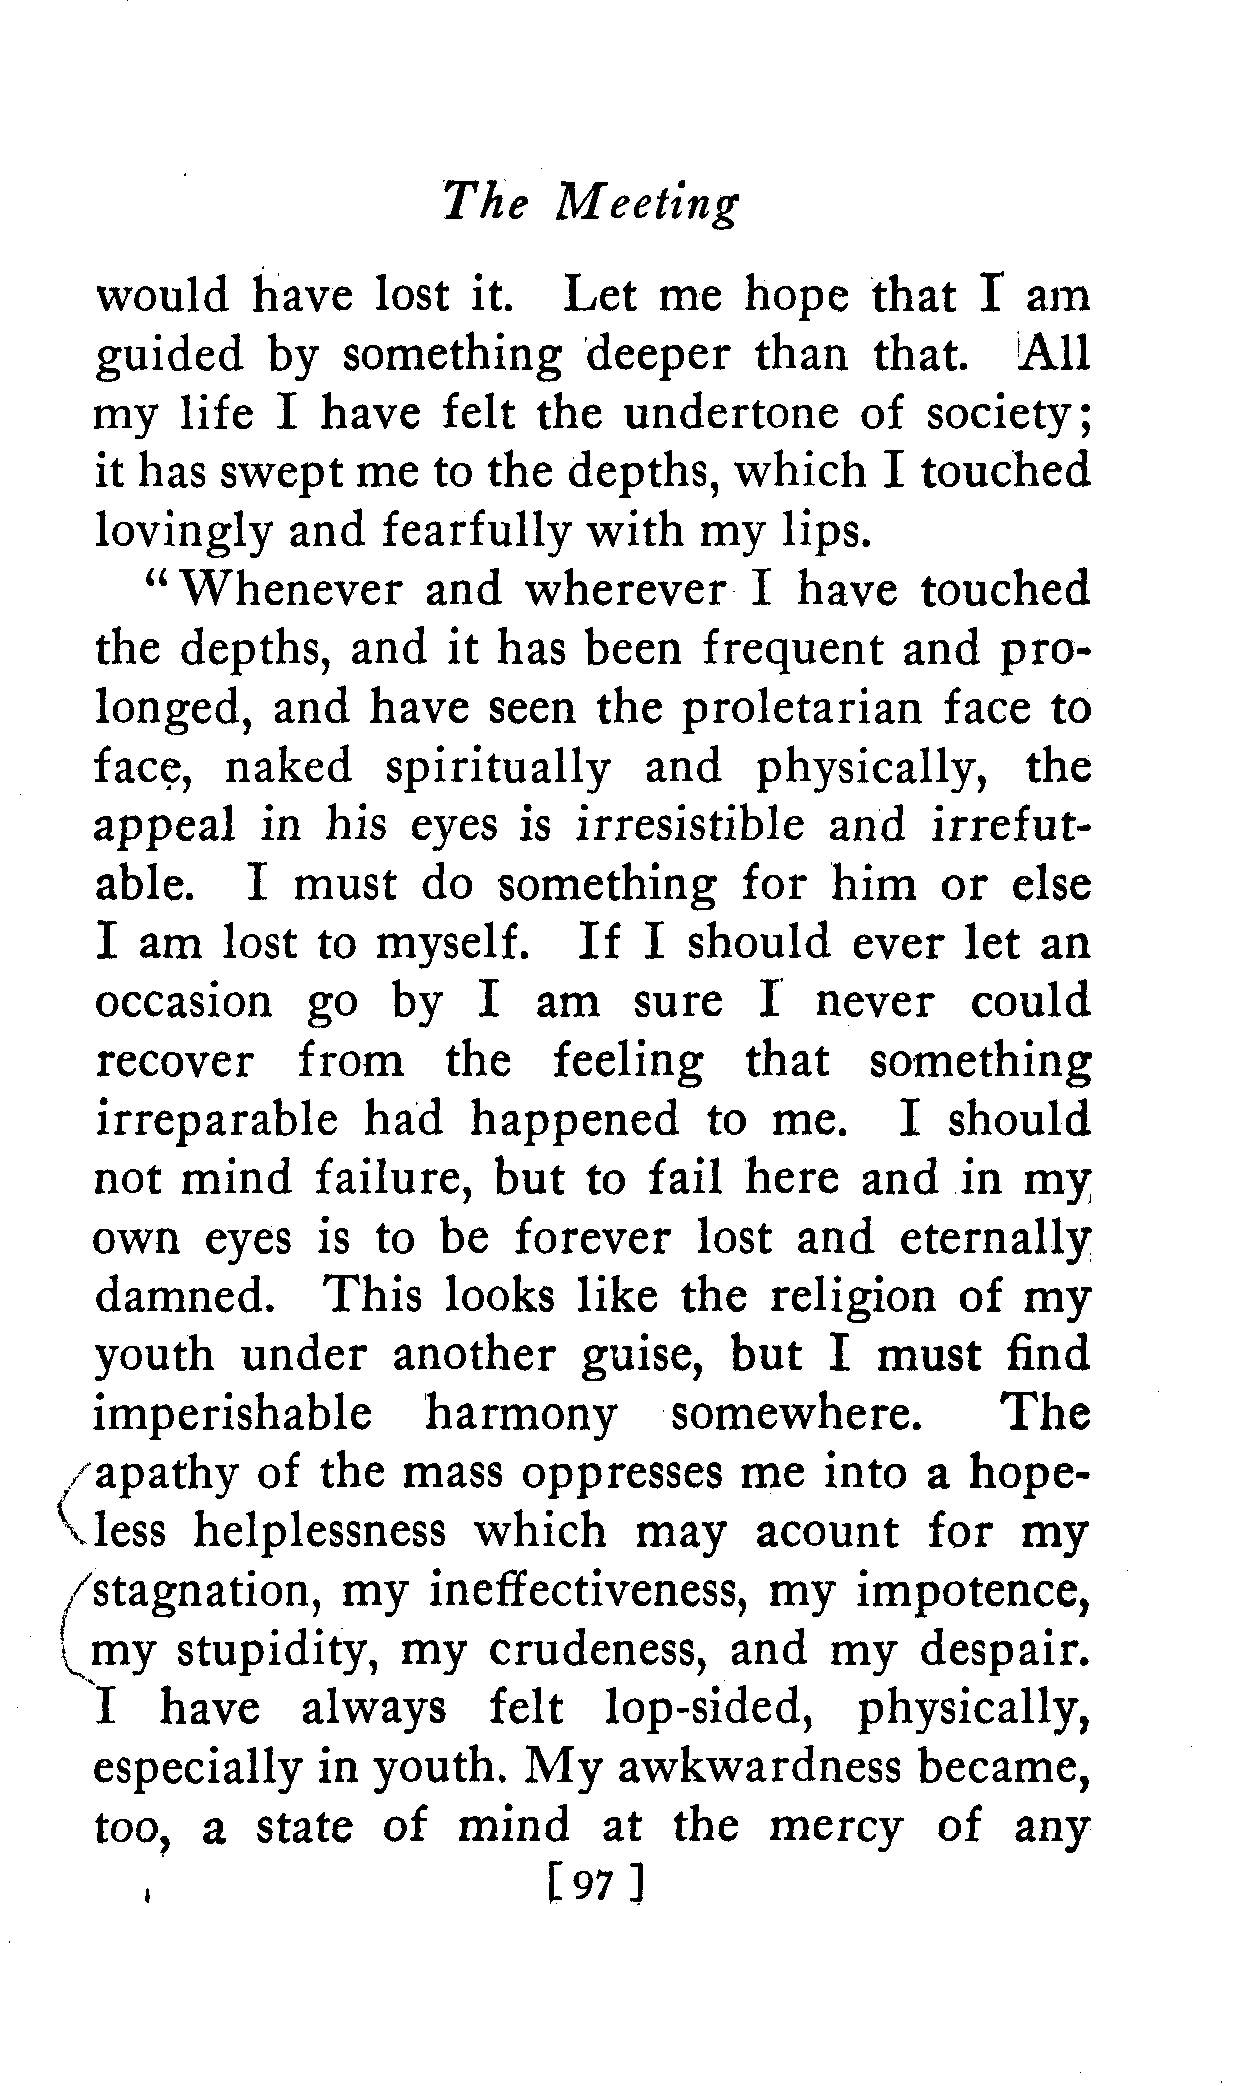 The Meeting
would have lost it. Let me hope that I am
guided by something deeper than that. All
my life I have felt the undertone of society;
it has swept me to the depths, which I touched
lovingly and fearfully with my lips.
“Whenever and wherever I have touched
the depths, and it has been frequent and pro-
longed, and have seen the proletarian face to
face, naked spiritually and physically, the
appeal in his eyes is irresistible and irrefut-
able. I must do something for him or else
I am lost to myself. If I should ever let an
occasion go by I am sure I never could
recover from the feeling that something
irreparable had happened to me. I should
not mind failure, but to fail here and in my
own eyes is to be forever lost and eternally
damned. This looks like the religion of my
youth under another guise, but I must find
imperishable harmony somewhere. The
apathy of the mass oppresses me into a hope-
less helplessness which may acount for my
stagnation, my ineffectiveness, my impotence,
my stupidity, my crudeness, and my despair.
I have always felt lop-sided, physically,
especially in youth. My awkwardness became,
too, a state of mind at the mercy of any
[ 97 ]